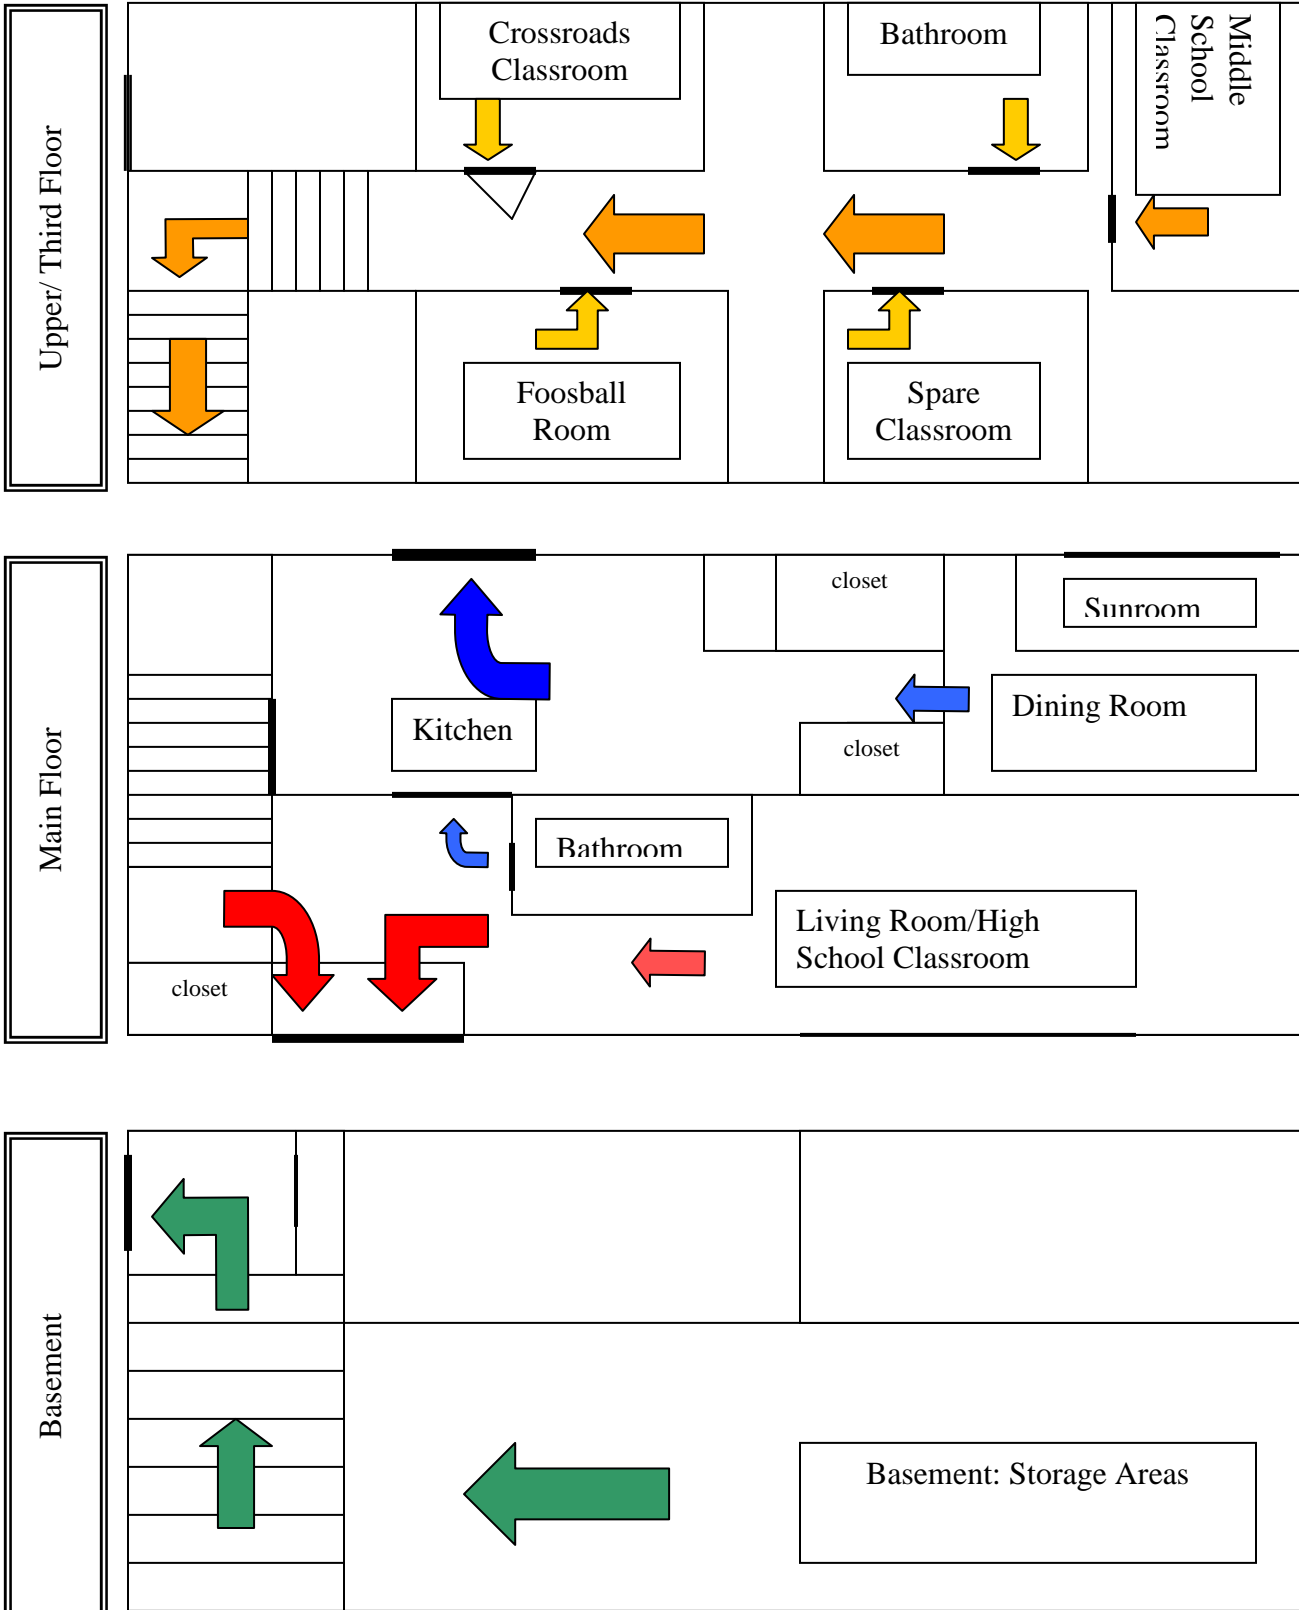 Upper/ Third Floor
Crossroads
Classroom
Bathroom
Middle
School
Classroom
Foosball
Room
Spare
Classroom
Main Floor
closet
Sunroom
Kitchen
Dining Room
closet
Bathroom
Living Room/High
School Classroom
closet
Basement
Basement: Storage Areas